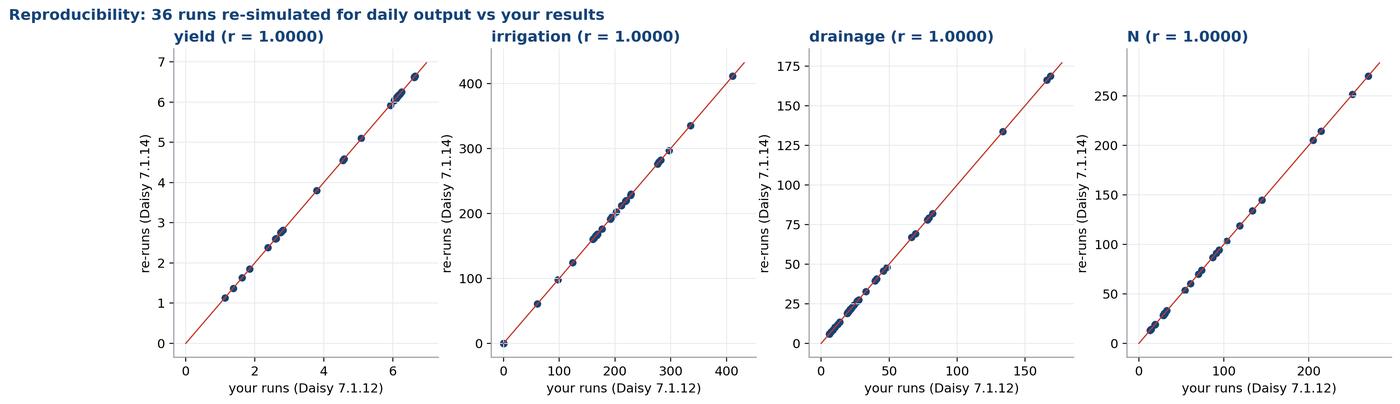 Reproducibility: 36 runs re-simulated for daily output vs your results
yield (r = 1.0000)
7
6
5
4
3
2
1
0
re-runs (Daisy 7.1.14)
0 2 4 6
your runs (Daisy 7.1.12)
irrigation (r = 1.0000)
400
300
200
100
0
re-runs (Daisy 7.1.14)
0 100 200 300 400
your runs (Daisy 7.1.12)
drainage (r = 1.0000)
175
150
125
100
75
50
25
0
re-runs (Daisy 7.1.14)
0 50 100 150
your runs (Daisy 7.1.12)
N (r = 1.0000)
250
200
150
100
50
0
re-runs (Daisy 7.1.14)
0 100 200
your runs (Daisy 7.1.12)